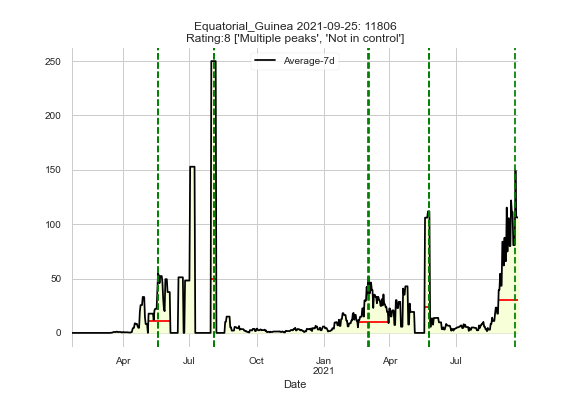 Equatorial_Guinea 2021-09-25: 11806
Rating:8 ['Multiple peaks', 'Not in control']
Average-7d
250
200
150
100
50
0
Apr Jul Oct Jan Apr Jul
2021
Date